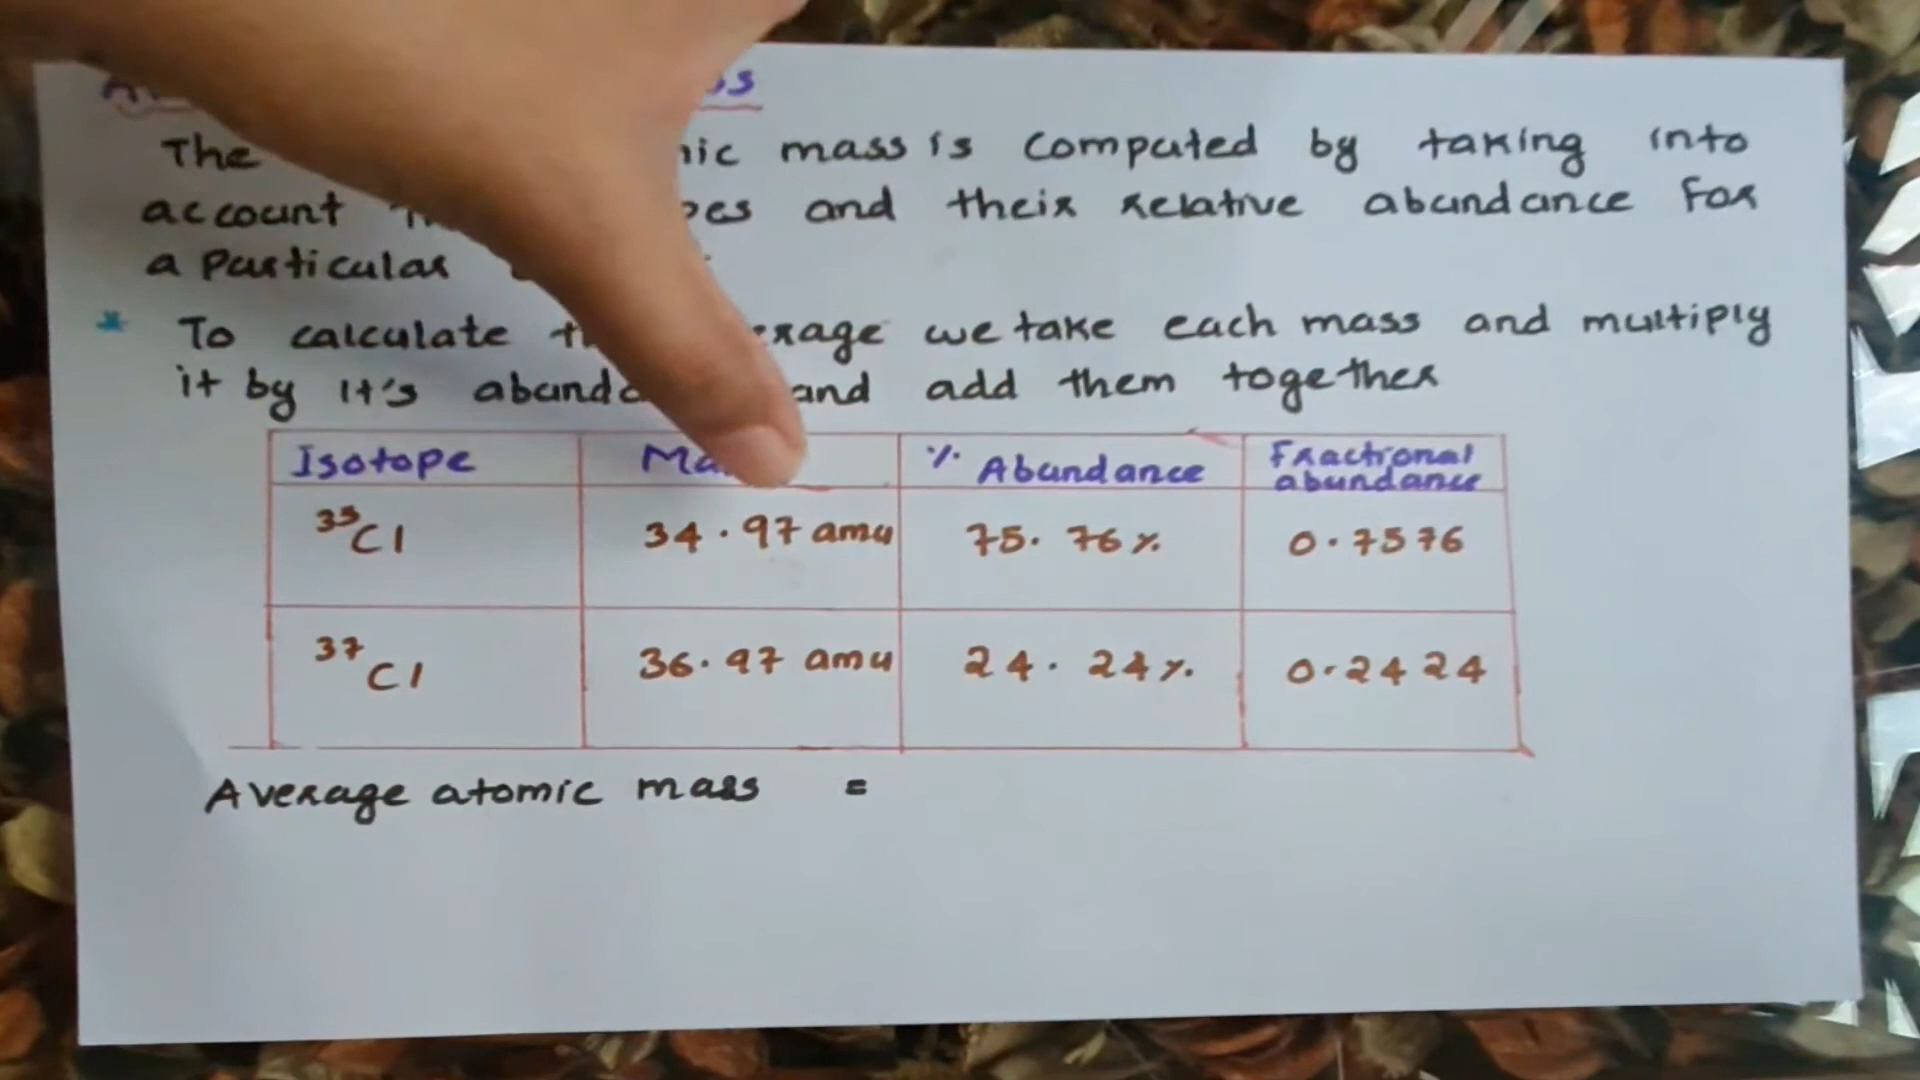 The mass is computed by taking into
account and their relative abundance for
a particular
* To calculate we take each mass and multiply
it by it's and add them together
Isotope % Abundance Fractional abundance
35Cl 34.97 amu 75.76% 0.7576
37Cl 36.97 amu 24.24% 0.2424
Average atomic mass =